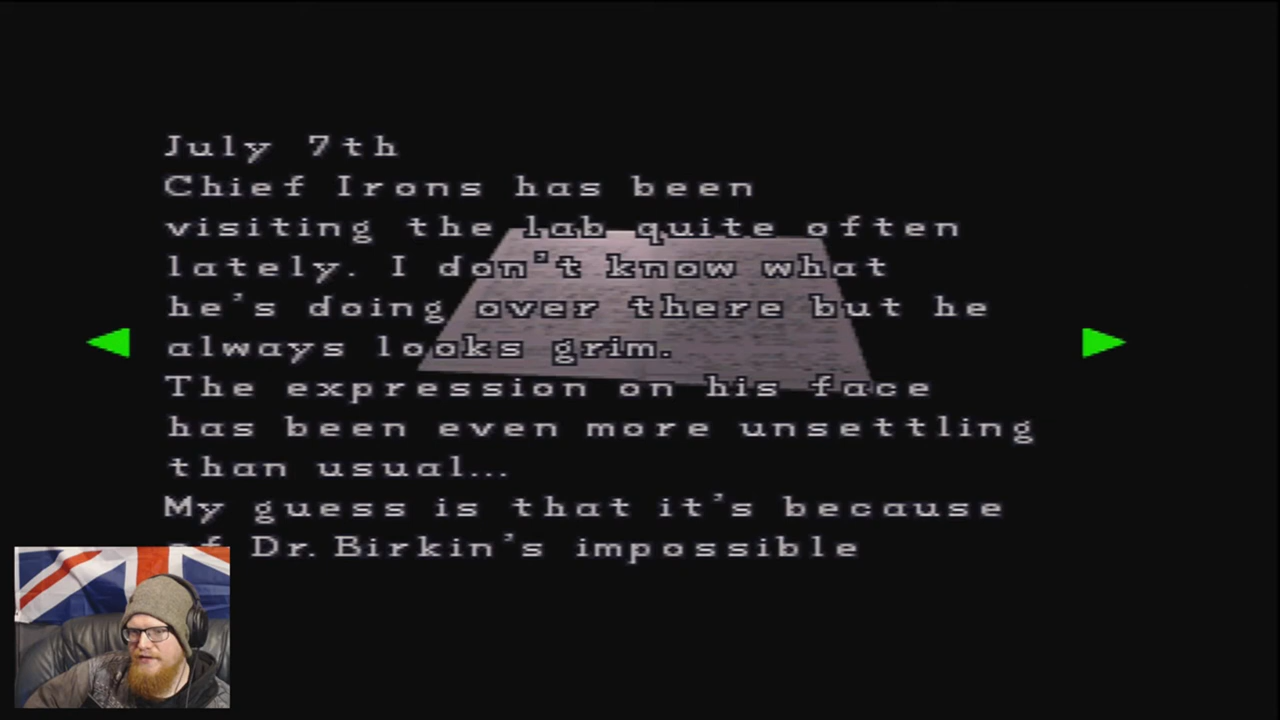 July 7th
Chief Irons has been
visiting the lab quite often
lately. I don't know what
he's doing over there but he
always looks grim.
The expression on his face
has been even more unsettling
than usual...
My guess is that it's because
of Dr. Birkin's impossible